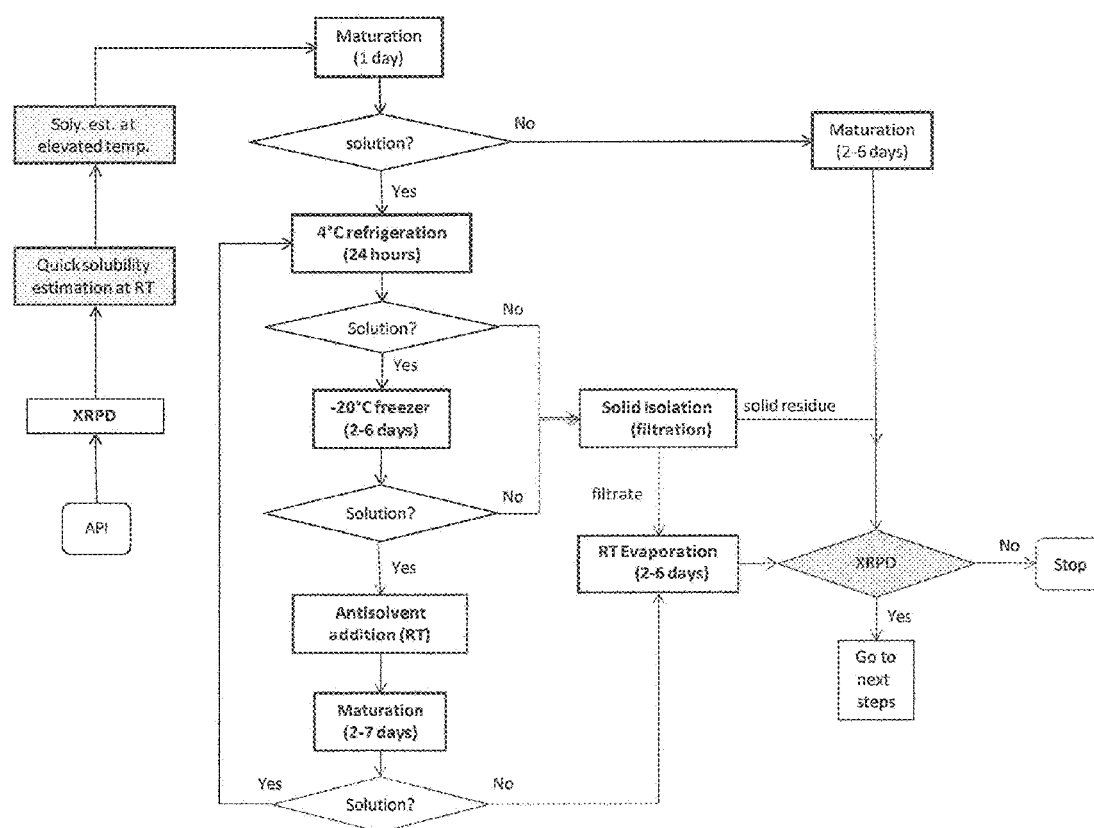 Maturation
(1 day)
Solv. est. at
elevated temp.
solution?
No
Maturation
(2-6 days)
Yes
4°C refrigeration
(24 hours)
Quick solubility
estimation at RT
Solution?
No
Yes
XRPD
-20°C freezer
(2-6 days)
Solid isolation
(filtration)
solid residue
API
Solution?
No
filtrate
Yes
RT Evaporation
(2-6 days)
XRPD
No
Stop
Antisolvent
addition (RT)
Yes
Go to
next
steps
Maturation
(2-7 days)
Yes
Solution?
No